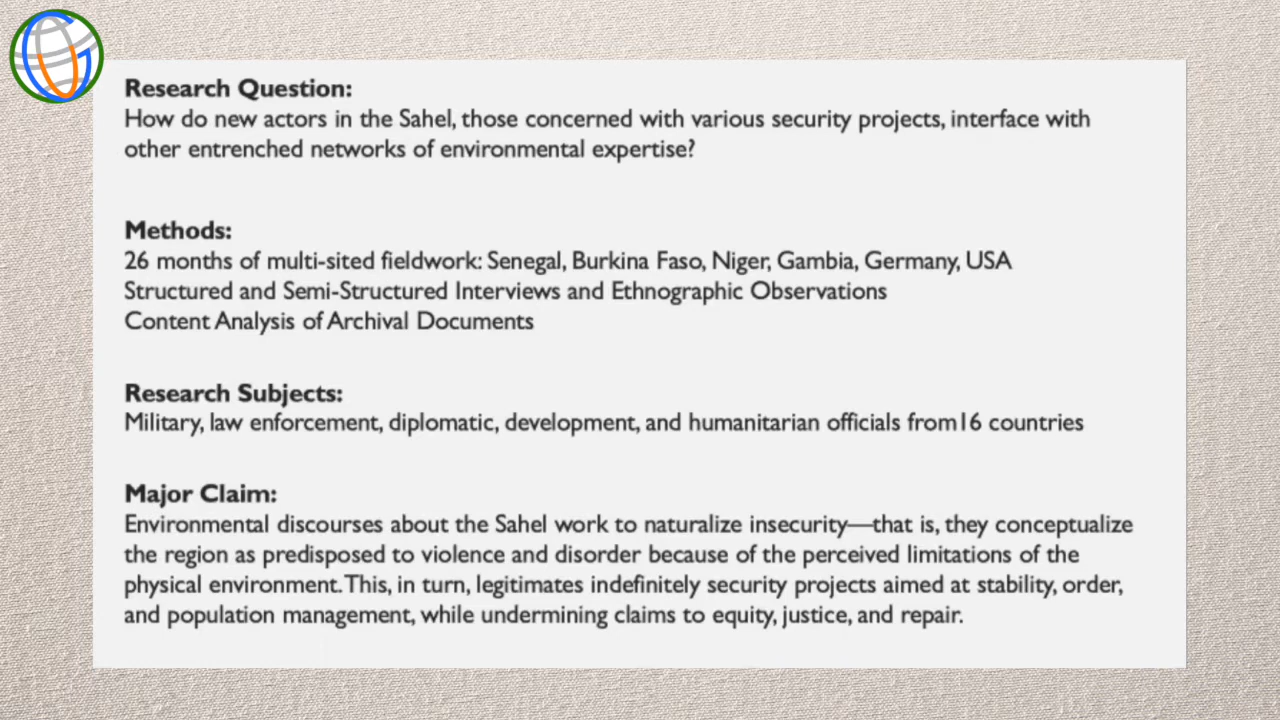 Research Question:
How do new actors in the Sahel, those concerned with various security projects, interface with
other entrenched networks of environmental expertise?
Methods:
26 months of multi-sited fieldwork: Senegal, Burkina Faso, Niger, Gambia, Germany, USA
Structured and Semi-Structured Interviews and Ethnographic Observations
Content Analysis of Archival Documents
Research Subjects:
Military, law enforcement, diplomatic, development, and humanitarian officials from16 countries
Major Claim:
Environmental discourses about the Sahel work to naturalize insecurity—that is, they conceptualize
the region as predisposed to violence and disorder because of the perceived limitations of the
physical environment. This, in turn, legitimates indefinitely security projects aimed at stability, order,
and population management, while undermining claims to equity, justice, and repair.